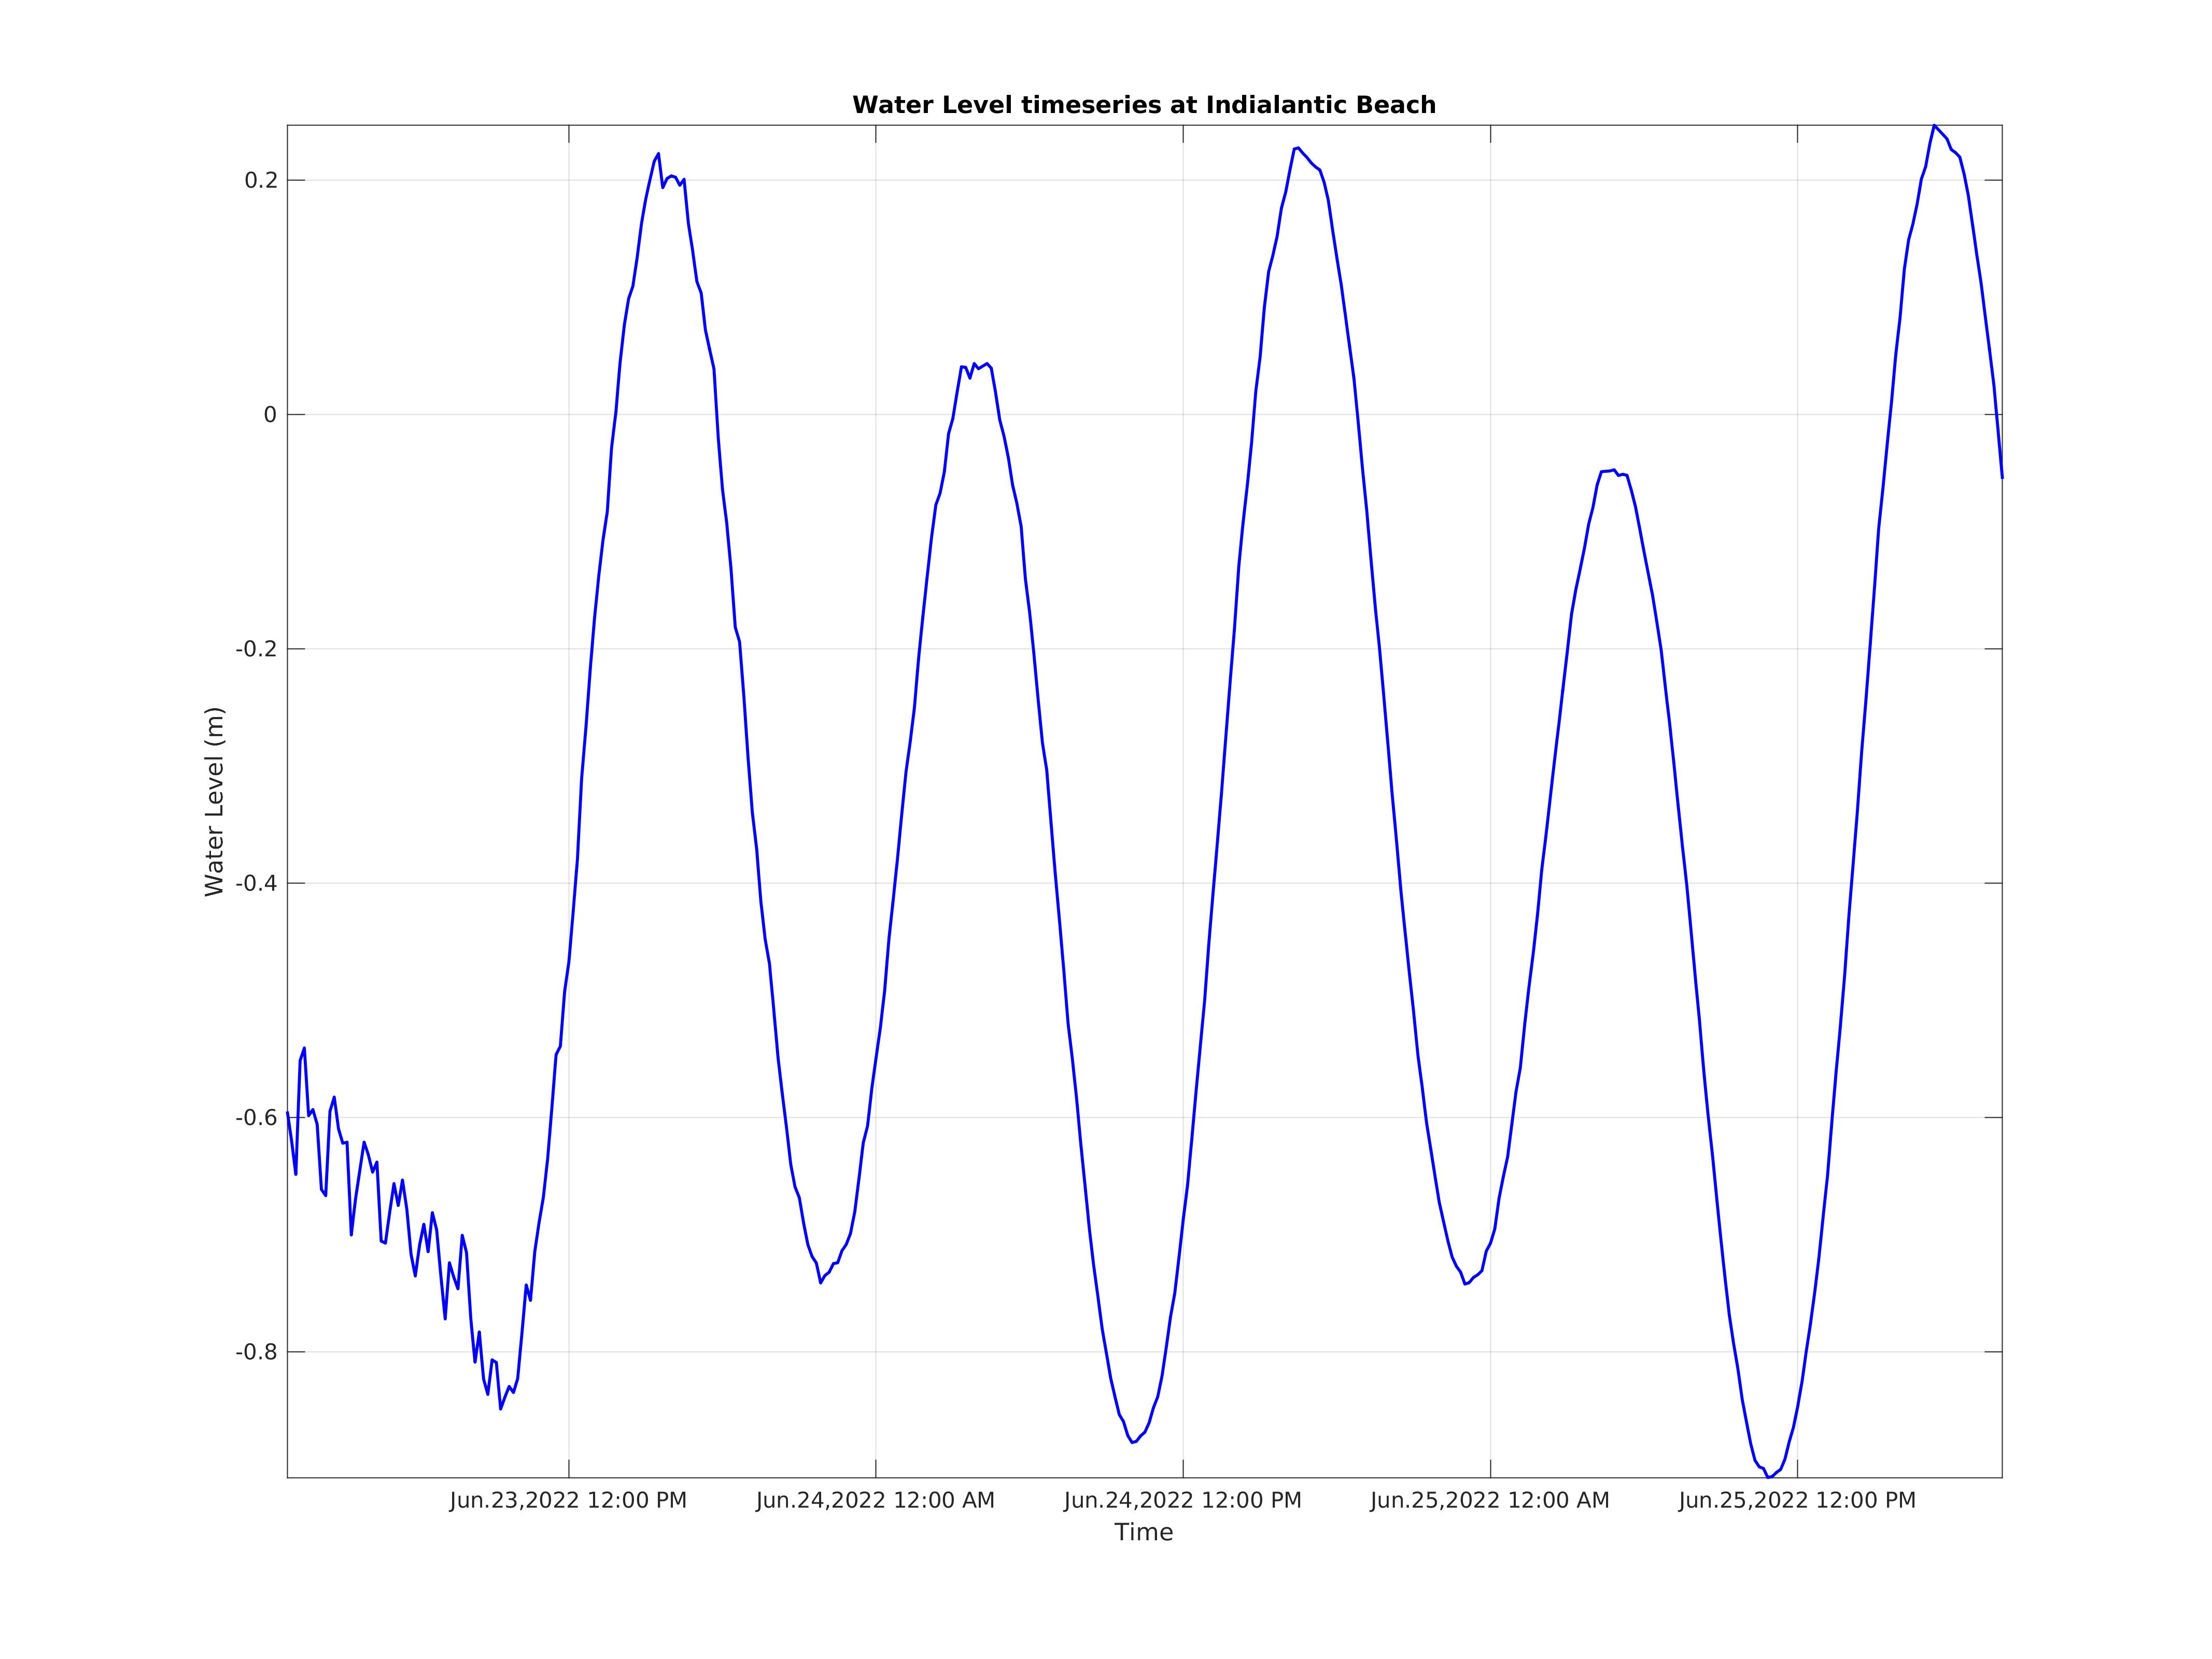 Water Level timeseries at Indialantic Beach
0.2
0
-0.2
-0.4
-0.6
-0.8
Water Level (m)
Jun.23,2022 12:00 PM
Jun.24,2022 12:00 AM
Jun.24,2022 12:00 PM
Jun.25,2022 12:00 AM
Jun.25,2022 12:00 PM
Time